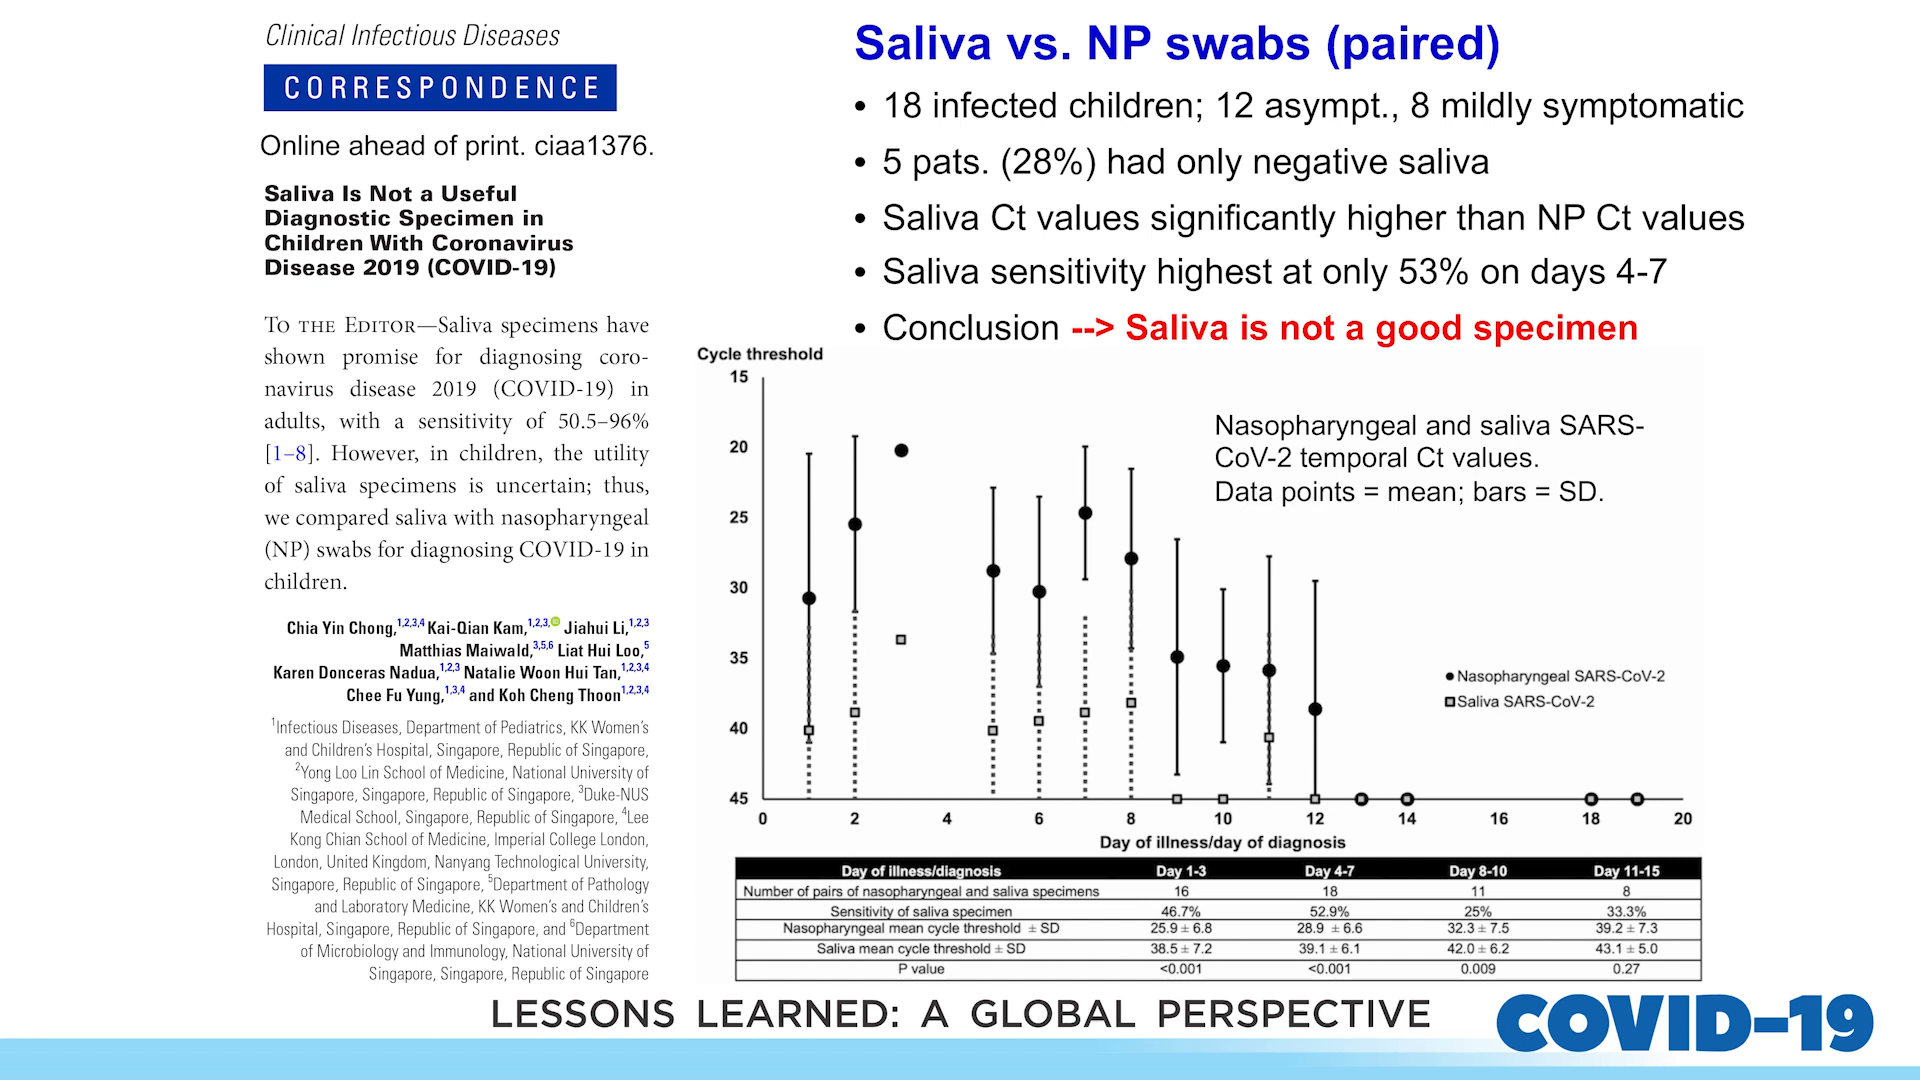 Clinical Infectious Diseases
CORRESPONDENCE
Online ahead of print. ciaa1376.
Saliva Is Not a Useful
Diagnostic Specimen in
Children With Coronavirus
Disease 2019 (COVID-19)
To the Editor—Saliva specimens have
shown promise for diagnosing coro-
navirus disease 2019 (COVID-19) in
adults, with a sensitivity of 50.5–96%
[1–8]. However, in children, the utility
of saliva specimens is uncertain; thus,
we compared saliva with nasopharyngeal
(NP) swabs for diagnosing COVID-19 in
children.
Chia Yin Chong,1,2,3,4 Kai-Qian Kam,1,2,3, Jiahui Li,1,2,3
Matthias Maiwald,3,5,6 Liat Hui Loo,5
Karen Donceras Nadua,1,2,3 Natalie Woon Hui Tan,1,2,3,4
Chee Fu Yung,1,3,4 and Koh Cheng Thoon1,2,3,4
1Infectious Diseases, Department of Pediatrics, KK Women's
and Children's Hospital, Singapore, Republic of Singapore,
2Yong Loo Lin School of Medicine, National University of
Singapore, Singapore, Republic of Singapore, 3Duke-NUS
Medical School, Singapore, Republic of Singapore, 4Lee
Kong Chian School of Medicine, Imperial College London,
London, United Kingdom, Nanyang Technological University,
Singapore, Republic of Singapore, 5Department of Pathology
and Laboratory Medicine, KK Women's and Children's
Hospital, Singapore, Republic of Singapore, and 6Department
of Microbiology and Immunology, National University of
Singapore, Singapore, Republic of Singapore
Saliva vs. NP swabs (paired)
• 18 infected children; 12 asympt., 8 mildly symptomatic
• 5 pats. (28%) had only negative saliva
• Saliva Ct values significantly higher than NP Ct values
• Saliva sensitivity highest at only 53% on days 4-7
• Conclusion --> Saliva is not a good specimen
Cycle threshold
15
20
25
30
35
40
45
Nasopharyngeal and saliva SARS-
CoV-2 temporal Ct values.
Data points = mean; bars = SD.
Nasopharyngeal SARS-CoV-2
Saliva SARS-CoV-2
0 2 4 6 8 10 12 14 16 18 20
Day of illness/day of diagnosis
Day of illness/diagnosis Day 1-3 Day 4-7 Day 8-10 Day 11-15
Number of pairs of nasopharyngeal and saliva specimens 16 18 11 8
Sensitivity of saliva specimen 46.7% 52.9% 25% 33.3%
Nasopharyngeal mean cycle threshold ± SD 25.9 ± 6.8 28.9 ± 6.6 32.3 ± 7.5 39.2 ± 7.3
Saliva mean cycle threshold ± SD 38.5 ± 7.2 39.1 ± 6.1 42.0 ± 6.2 43.1 ± 5.0
P value <0.001 <0.001 0.009 0.27
LESSONS LEARNED: A GLOBAL PERSPECTIVE
COVID-19